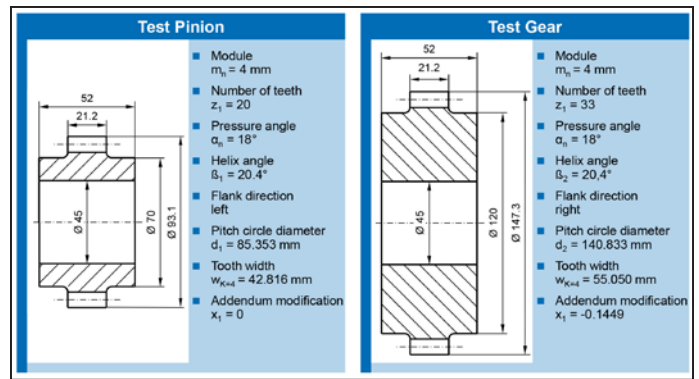 Test Pinion
52
21.2
Ø 45
Ø 70
Ø 93.1
Module
mn = 4 mm
Number of teeth
z1 = 20
Pressure angle
αn = 18°
Helix angle
ß1 = 20.4°
Flank direction
left
Pitch circle diameter
d1 = 85.353 mm
Tooth width
wK=4 = 42.816 mm
Addendum modification
x1 = 0
Test Gear
52
21.2
Ø 45
Ø 120
Ø 147.3
Module
mn = 4 mm
Number of teeth
z1 = 33
Pressure angle
αn = 18°
Helix angle
ß2 = 20,4°
Flank direction
right
Pitch circle diameter
d2 = 140.833 mm
Tooth width
wK=4 = 55.050 mm
Addendum modification
x1 = -0.1449